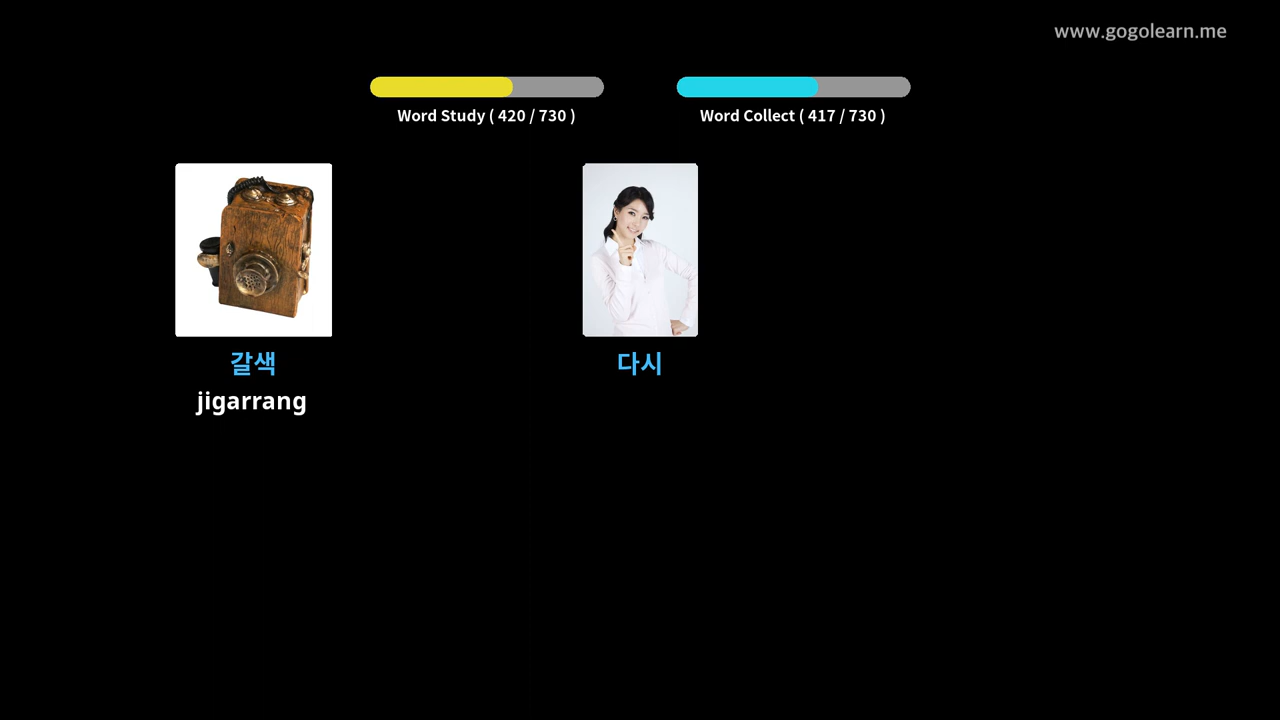 www.gogolearn.me
Word Study ( 420 / 730 )
Word Collect ( 417 / 730 )
갈색
jigarrang
다시